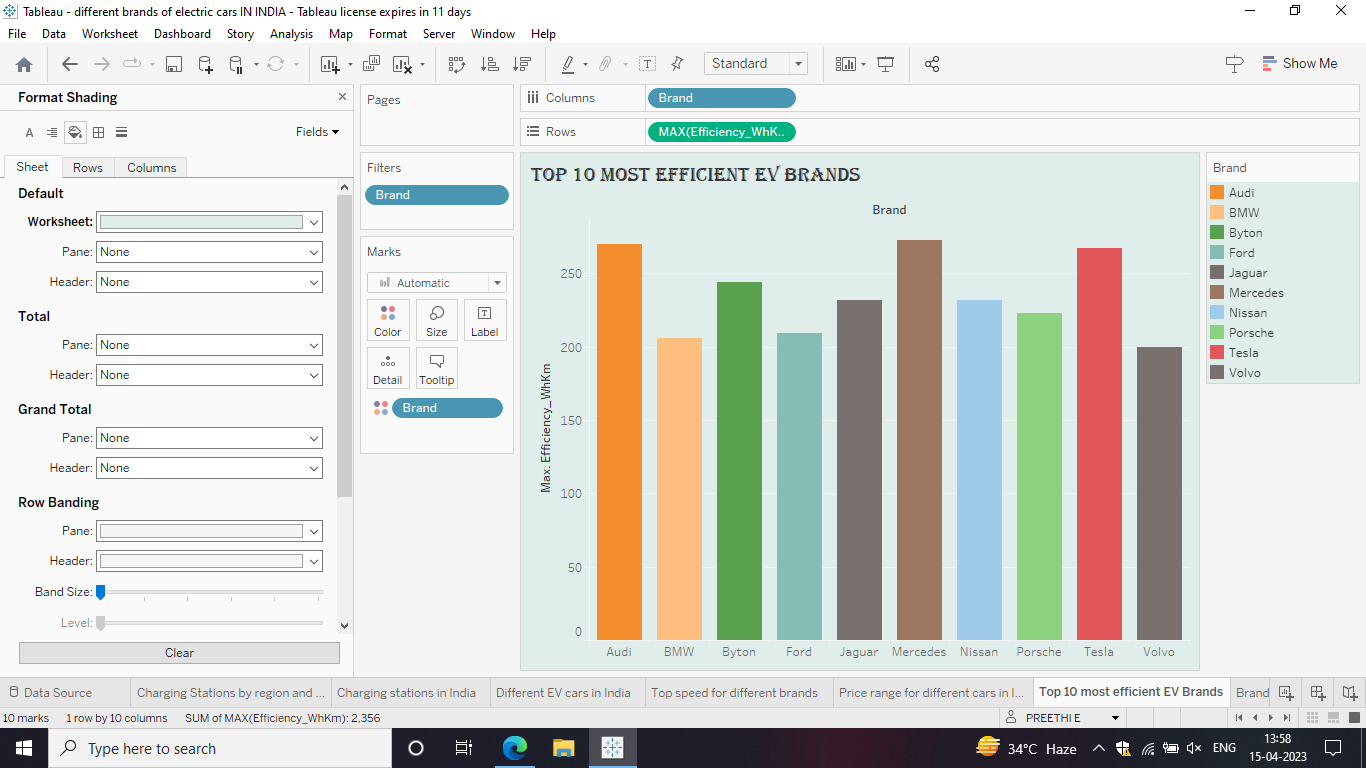 Tableau - different brands of electric cars IN INDIA - Tableau license expires in 11 days
File Data Worksheet Dashboard Story Analysis Map Format Server Window Help
Standard
Show Me
Format Shading
A
Fields
Sheet Rows Columns
Default
Worksheet:
Pane: None
Header: None
Total
Pane: None
Header: None
Grand Total
Pane: None
Header: None
Row Banding
Pane:
Header:
Band Size:
Level:
Clear
Pages
Filters
Brand
Marks
Automatic
Color Size Label
Detail Tooltip
Brand
Columns Brand
Rows MAX(Efficiency_WhK..
TOP 10 MOST EFFICIENT EV BRANDS
Brand
Max. Efficiency_WhKm
250
200
150
100
50
0
Audi BMW Byton Ford Jaguar Mercedes Nissan Porsche Tesla Volvo
Brand
Audi
BMW
Byton
Ford
Jaguar
Mercedes
Nissan
Porsche
Tesla
Volvo
Data Source Charging Stations by region and ... Charging stations in India Different EV cars in India Top speed for different brands Price range for different cars in I... Top 10 most efficient EV Brands Brand
10 marks 1 row by 10 columns SUM of MAX(Efficiency_WhKm): 2,356 PREETHI E
Type here to search
34°C Haze
ENG
13:58
15-04-2023